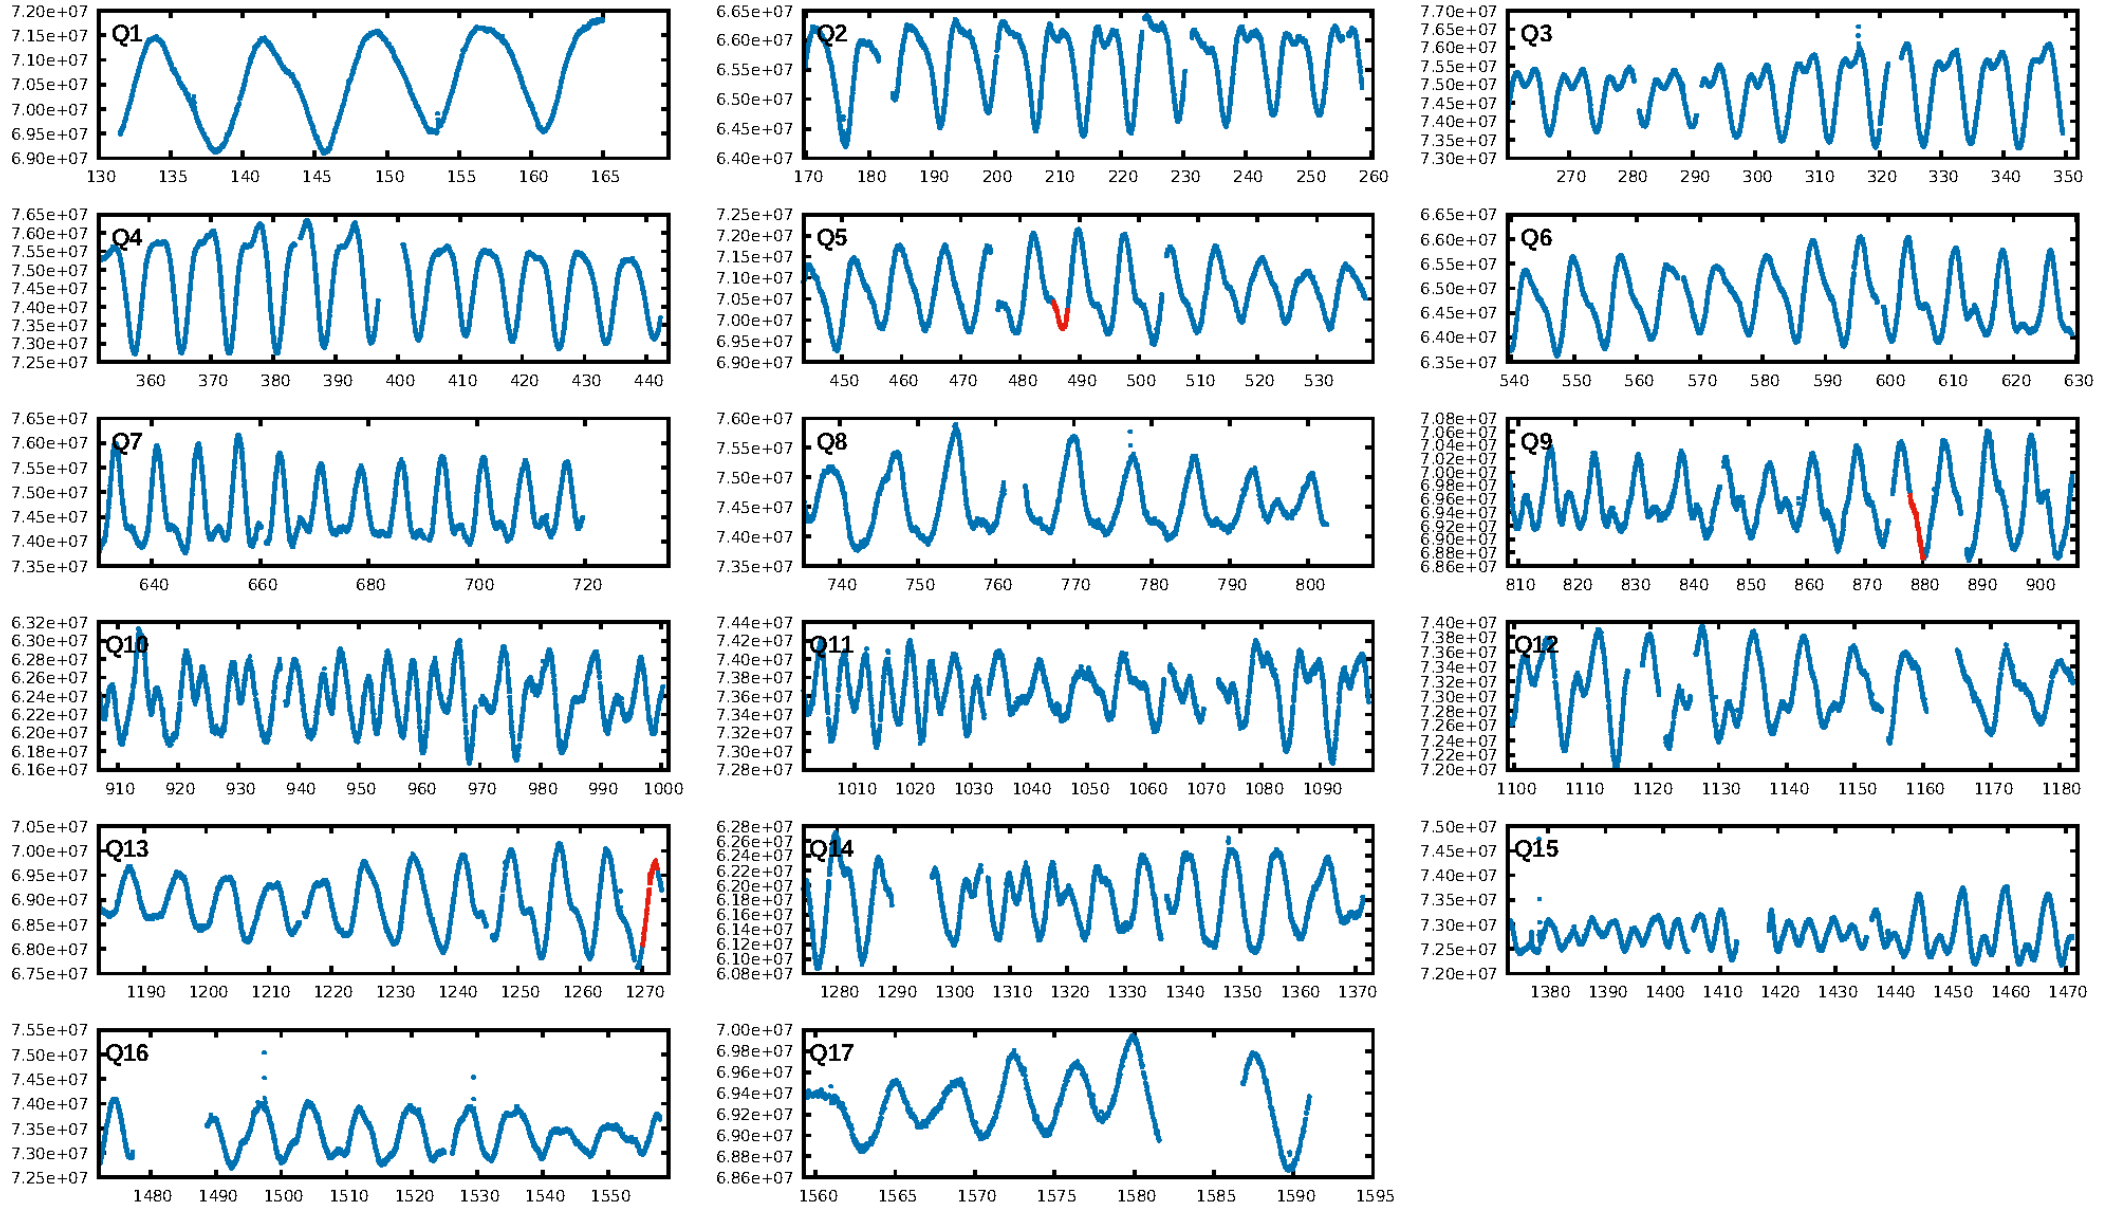 Q1
7.20e+07
7.15e+07
7.10e+07
7.05e+07
7.00e+07
6.95e+07
6.90e+07
130 135 140 145 150 155 160 165
Q2
6.65e+07
6.60e+07
6.55e+07
6.50e+07
6.45e+07
6.40e+07
170 180 190 200 210 220 230 240 250 260
Q3
7.70e+07
7.65e+07
7.60e+07
7.55e+07
7.50e+07
7.45e+07
7.40e+07
7.35e+07
7.30e+07
270 280 290 300 310 320 330 340 350
Q4
7.65e+07
7.60e+07
7.55e+07
7.50e+07
7.45e+07
7.40e+07
7.35e+07
7.30e+07
7.25e+07
360 370 380 390 400 410 420 430 440
Q5
7.25e+07
7.20e+07
7.15e+07
7.10e+07
7.05e+07
7.00e+07
6.95e+07
6.90e+07
450 460 470 480 490 500 510 520 530
Q6
6.65e+07
6.60e+07
6.55e+07
6.50e+07
6.45e+07
6.40e+07
6.35e+07
540 550 560 570 580 590 600 610 620 630
Q7
7.65e+07
7.60e+07
7.55e+07
7.50e+07
7.45e+07
7.40e+07
7.35e+07
640 660 680 700 720
Q8
7.60e+07
7.55e+07
7.50e+07
7.45e+07
7.40e+07
7.35e+07
740 750 760 770 780 790 800
Q9
7.08e+07
7.06e+07
7.04e+07
7.02e+07
7.00e+07
6.98e+07
6.96e+07
6.94e+07
6.92e+07
6.90e+07
6.88e+07
6.86e+07
810 820 830 840 850 860 870 880 890 900
Q10
6.32e+07
6.30e+07
6.28e+07
6.26e+07
6.24e+07
6.22e+07
6.20e+07
6.18e+07
6.16e+07
910 920 930 940 950 960 970 980 990 1000
Q11
7.44e+07
7.42e+07
7.40e+07
7.38e+07
7.36e+07
7.34e+07
7.32e+07
7.30e+07
7.28e+07
1010 1020 1030 1040 1050 1060 1070 1080 1090
Q12
7.40e+07
7.38e+07
7.36e+07
7.34e+07
7.32e+07
7.30e+07
7.28e+07
7.26e+07
7.24e+07
7.22e+07
7.20e+07
1100 1110 1120 1130 1140 1150 1160 1170 1180
Q13
7.05e+07
7.00e+07
6.95e+07
6.90e+07
6.85e+07
6.80e+07
6.75e+07
1190 1200 1210 1220 1230 1240 1250 1260 1270
Q14
6.28e+07
6.26e+07
6.24e+07
6.22e+07
6.20e+07
6.18e+07
6.16e+07
6.14e+07
6.12e+07
6.10e+07
6.08e+07
1280 1290 1300 1310 1320 1330 1340 1350 1360 1370
Q15
7.50e+07
7.45e+07
7.40e+07
7.35e+07
7.30e+07
7.25e+07
7.20e+07
1380 1390 1400 1410 1420 1430 1440 1450 1460 1470
Q16
7.55e+07
7.50e+07
7.45e+07
7.40e+07
7.35e+07
7.30e+07
7.25e+07
1480 1490 1500 1510 1520 1530 1540 1550
Q17
7.00e+07
6.98e+07
6.96e+07
6.94e+07
6.92e+07
6.90e+07
6.88e+07
6.86e+07
1560 1565 1570 1575 1580 1585 1590 1595